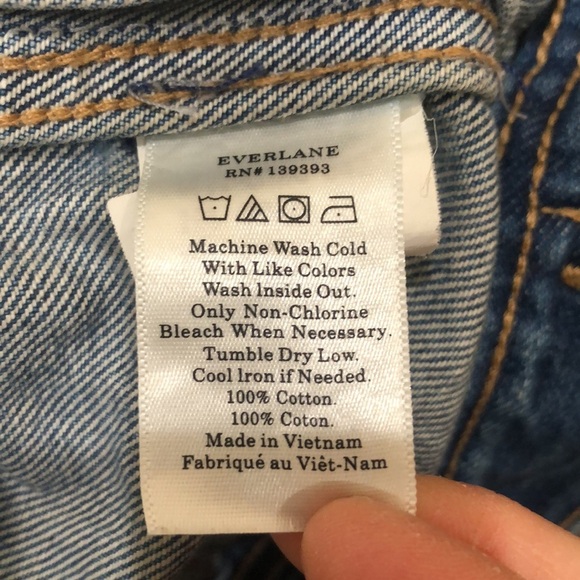 EVERLANE
RN# 139393
Machine Wash Cold
With Like Colors
Wash Inside Out.
Only Non-Chlorine
Bleach When Necessary.
Tumble Dry Low.
Cool Iron if Needed.
100% Cotton.
100% Coton.
Made in Vietnam
Fabriqué au Viêt-Nam